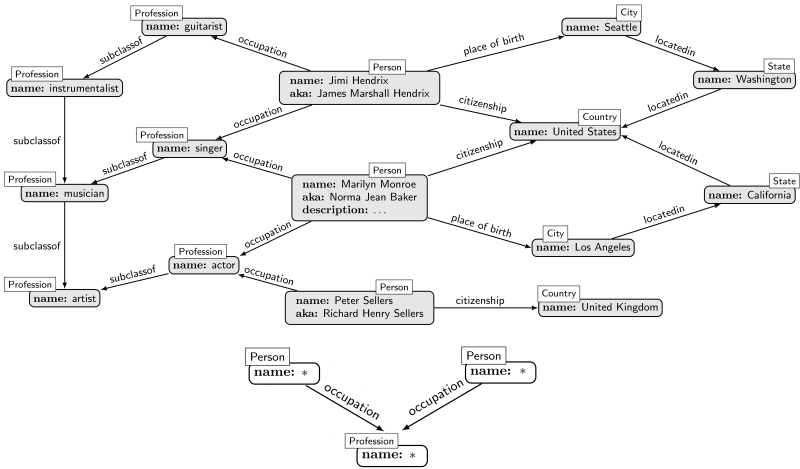 Profession
name: guitarist
City
name: Seattle
subclassof
occupation
place of birth
locatedin
Profession
name: instrumentalist
Person
name: Jimi Hendrix
aka: James Marshall Hendrix
State
name: Washington
occupation
citizenship
locatedin
Country
name: United States
subclassof
Profession
name: singer
subclassof
occupation
citizenship
locatedin
Profession
name: musician
Person
name: Marilyn Monroe
aka: Norma Jean Baker
description: ...
State
name: California
place of birth
locatedin
City
name: Los Angeles
subclassof
occupation
Profession
name: actor
subclassof
occupation
Profession
name: artist
Person
name: Peter Sellers
aka: Richard Henry Sellers
citizenship
Country
name: United Kingdom
Person
name: *
Person
name: *
occupation
occupation
Profession
name: *